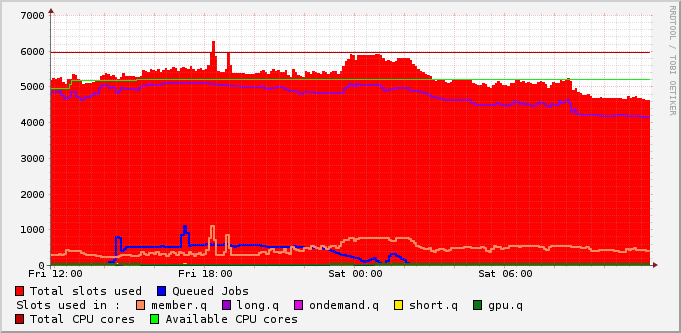 7000
6000
5000
4000
3000
2000
1000
0
Fri 12:00 Fri 18:00 Sat 00:00 Sat 06:00
RRDTOOL / TOBI OETIKER
Total slots used Queued Jobs
Slots used in : member.q long.q ondemand.q short.q gpu.q
Total CPU cores Available CPU cores